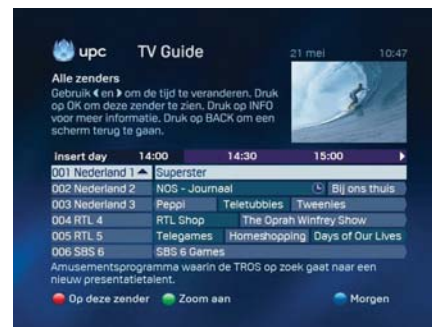 upc TV Guide 21 mei 10:47
Alle zenders
Gebruik ❮ en ❯ om de tijd te veranderen. Druk
op OK om deze zender te zien. Druk op INFO
voor meer informatie. Druk op BACK om een
scherm terug te gaan.
insert day 14:00 14:30 15:00
001 Nederland 1 Superster
002 Nederland 2 NOS - Journaal Bij ons thuis
003 Nederland 3 Peppi Teletubbies Tweenies
004 RTL 4 RTL Shop The Oprah Winfrey Show
005 RTL 5 Telegames Homeshopping Days of Our Lives
006 SBS 6 SBS 6 Games
Amusementsprogramma waarin de TROS op zoek gaat naar een
nieuw presentatietalent.
Op deze zender Zoom aan Morgen